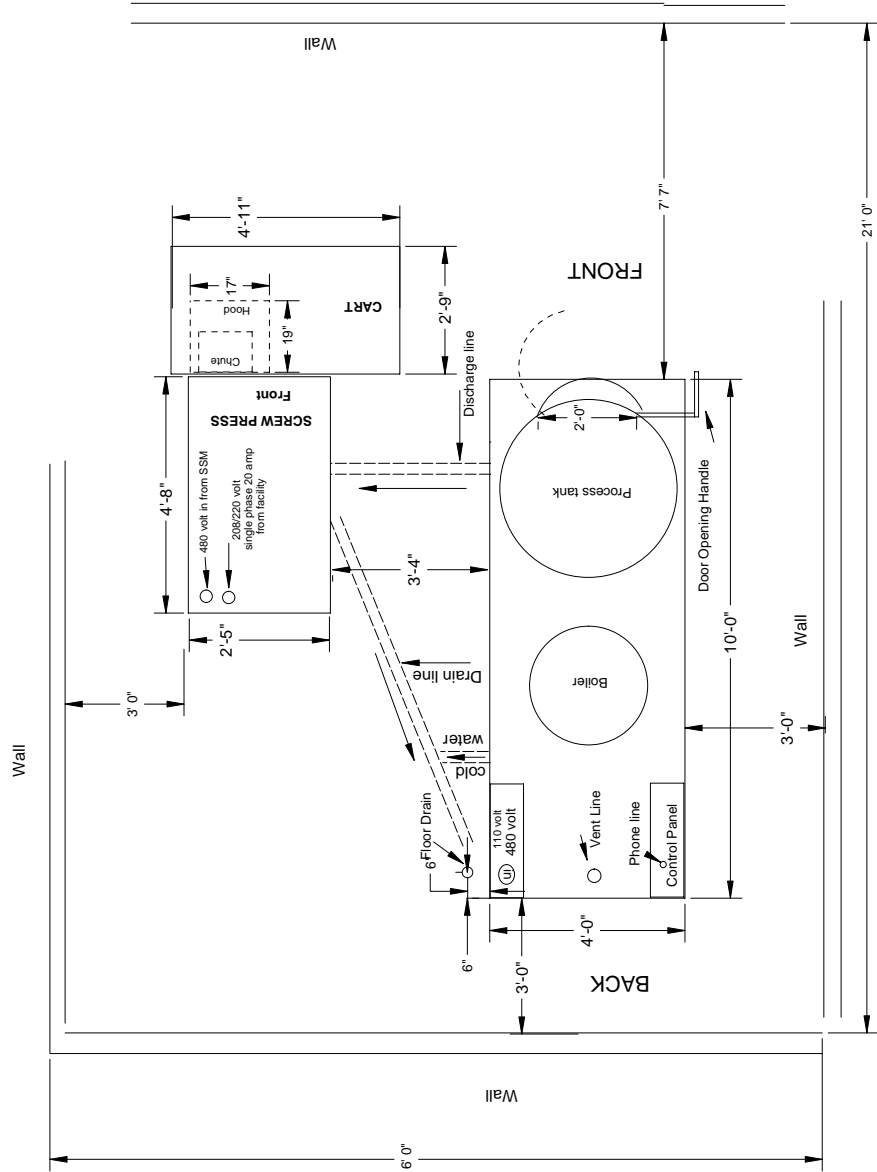 Wall
Wall
4'-11"
17"
Hood
19"
Chute
CART
2'-9"
FRONT
7' 7"
21' 0"
Front
SCREW PRESS
4'-8"
480 volt in from SSM
208/220 volt
single phase 20 amp
from facility
2'-5"
Discharge line
2'-0"
Process tank
Door Opening Handle
3'-4"
3' 0"
Drain line
Boiler
10'-0"
Wall
3'-0"
cold
water
Floor Drain
6"
110 volt
480 volt
UI
Vent Line
Phone line
Control Panel
6"
3'-0"
4'-0"
BACK
Wall
6' 0"